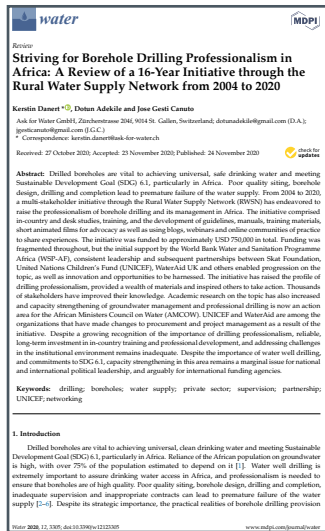 water
MDPI
Review
Striving for Borehole Drilling Professionalism in
Africa: A Review of a 16-Year Initiative through the
Rural Water Supply Network from 2004 to 2020
Kerstin Danert *, Dotun Adekile and Jose Gesti Canuto
Ask for Water GmbH, Zürcherstrasse 204f, 9014 St. Gallen, Switzerland; dotunadekile@gmail.com (D.A.);
jgesticanuto@gmail.com (J.G.C.)
* Correspondence: kerstin.danert@ask-for-water.ch
Received: 27 October 2020; Accepted: 23 November 2020; Published: 24 November 2020
check for
updates
Abstract: Drilled boreholes are vital to achieving universal, safe drinking water and meeting
Sustainable Development Goal (SDG) 6.1, particularly in Africa. Poor quality siting, borehole
design, drilling and completion lead to premature failure of the water supply. From 2004 to 2020,
a multi-stakeholder initiative through the Rural Water Supply Network (RWSN) has endeavored to
raise the professionalism of borehole drilling and its management in Africa. The initiative comprised
in-country and desk studies, training, and the development of guidelines, manuals, training materials,
short animated films for advocacy as well as using blogs, webinars and online communities of practice
to share experiences. The initiative was funded to approximately USD 750,000 in total. Funding was
fragmented throughout, but the initial support by the World Bank Water and Sanitation Programme
Africa (WSP-AF), consistent leadership and subsequent partnerships between Skat Foundation,
United Nations Children's Fund (UNICEF), WaterAid UK and others enabled progression on the
topic, as well as innovation and opportunities to be harnessed. The initiative has raised the profile of
drilling professionalism, provided a wealth of materials and inspired others to take action. Thousands
of stakeholders have improved their knowledge. Academic research on the topic has also increased
and capacity strengthening of groundwater management and professional drilling is now an action
area for the African Ministers Council on Water (AMCOW). UNICEF and WaterAid are among the
organizations that have made changes to procurement and project management as a result of the
initiative. Despite a growing recognition of the importance of drilling professionalism, reliable,
long-term investment in in-country training and professional development, and addressing challenges
in the institutional environment remains inadequate. Despite the importance of water well drilling,
and commitments to SDG 6.1, capacity strengthening in this area remains a marginal issue for national
and international political leadership, and arguably for international funding agencies.
Keywords: drilling; boreholes; water supply; private sector; supervision; partnership;
UNICEF; networking
1. Introduction
Drilled boreholes are vital to achieving universal, clean drinking water and meeting Sustainable
Development Goal (SDG) 6.1, particularly in Africa. Reliance of the African population on groundwater
is high, with over 75% of the population estimated to depend on it [1]. Water well drilling is
extremely important to assure drinking water access in Africa, and professionalism is needed to
ensure that boreholes are of high quality. Poor quality siting, borehole design, drilling and completion,
inadequate supervision and inappropriate contracts can lead to premature failure of the water
supply [2–6]. Despite its strategic importance, the practical realities of borehole drilling provision
Water 2020, 12, 3305; doi:10.3390/w12123305
www.mdpi.com/journal/water